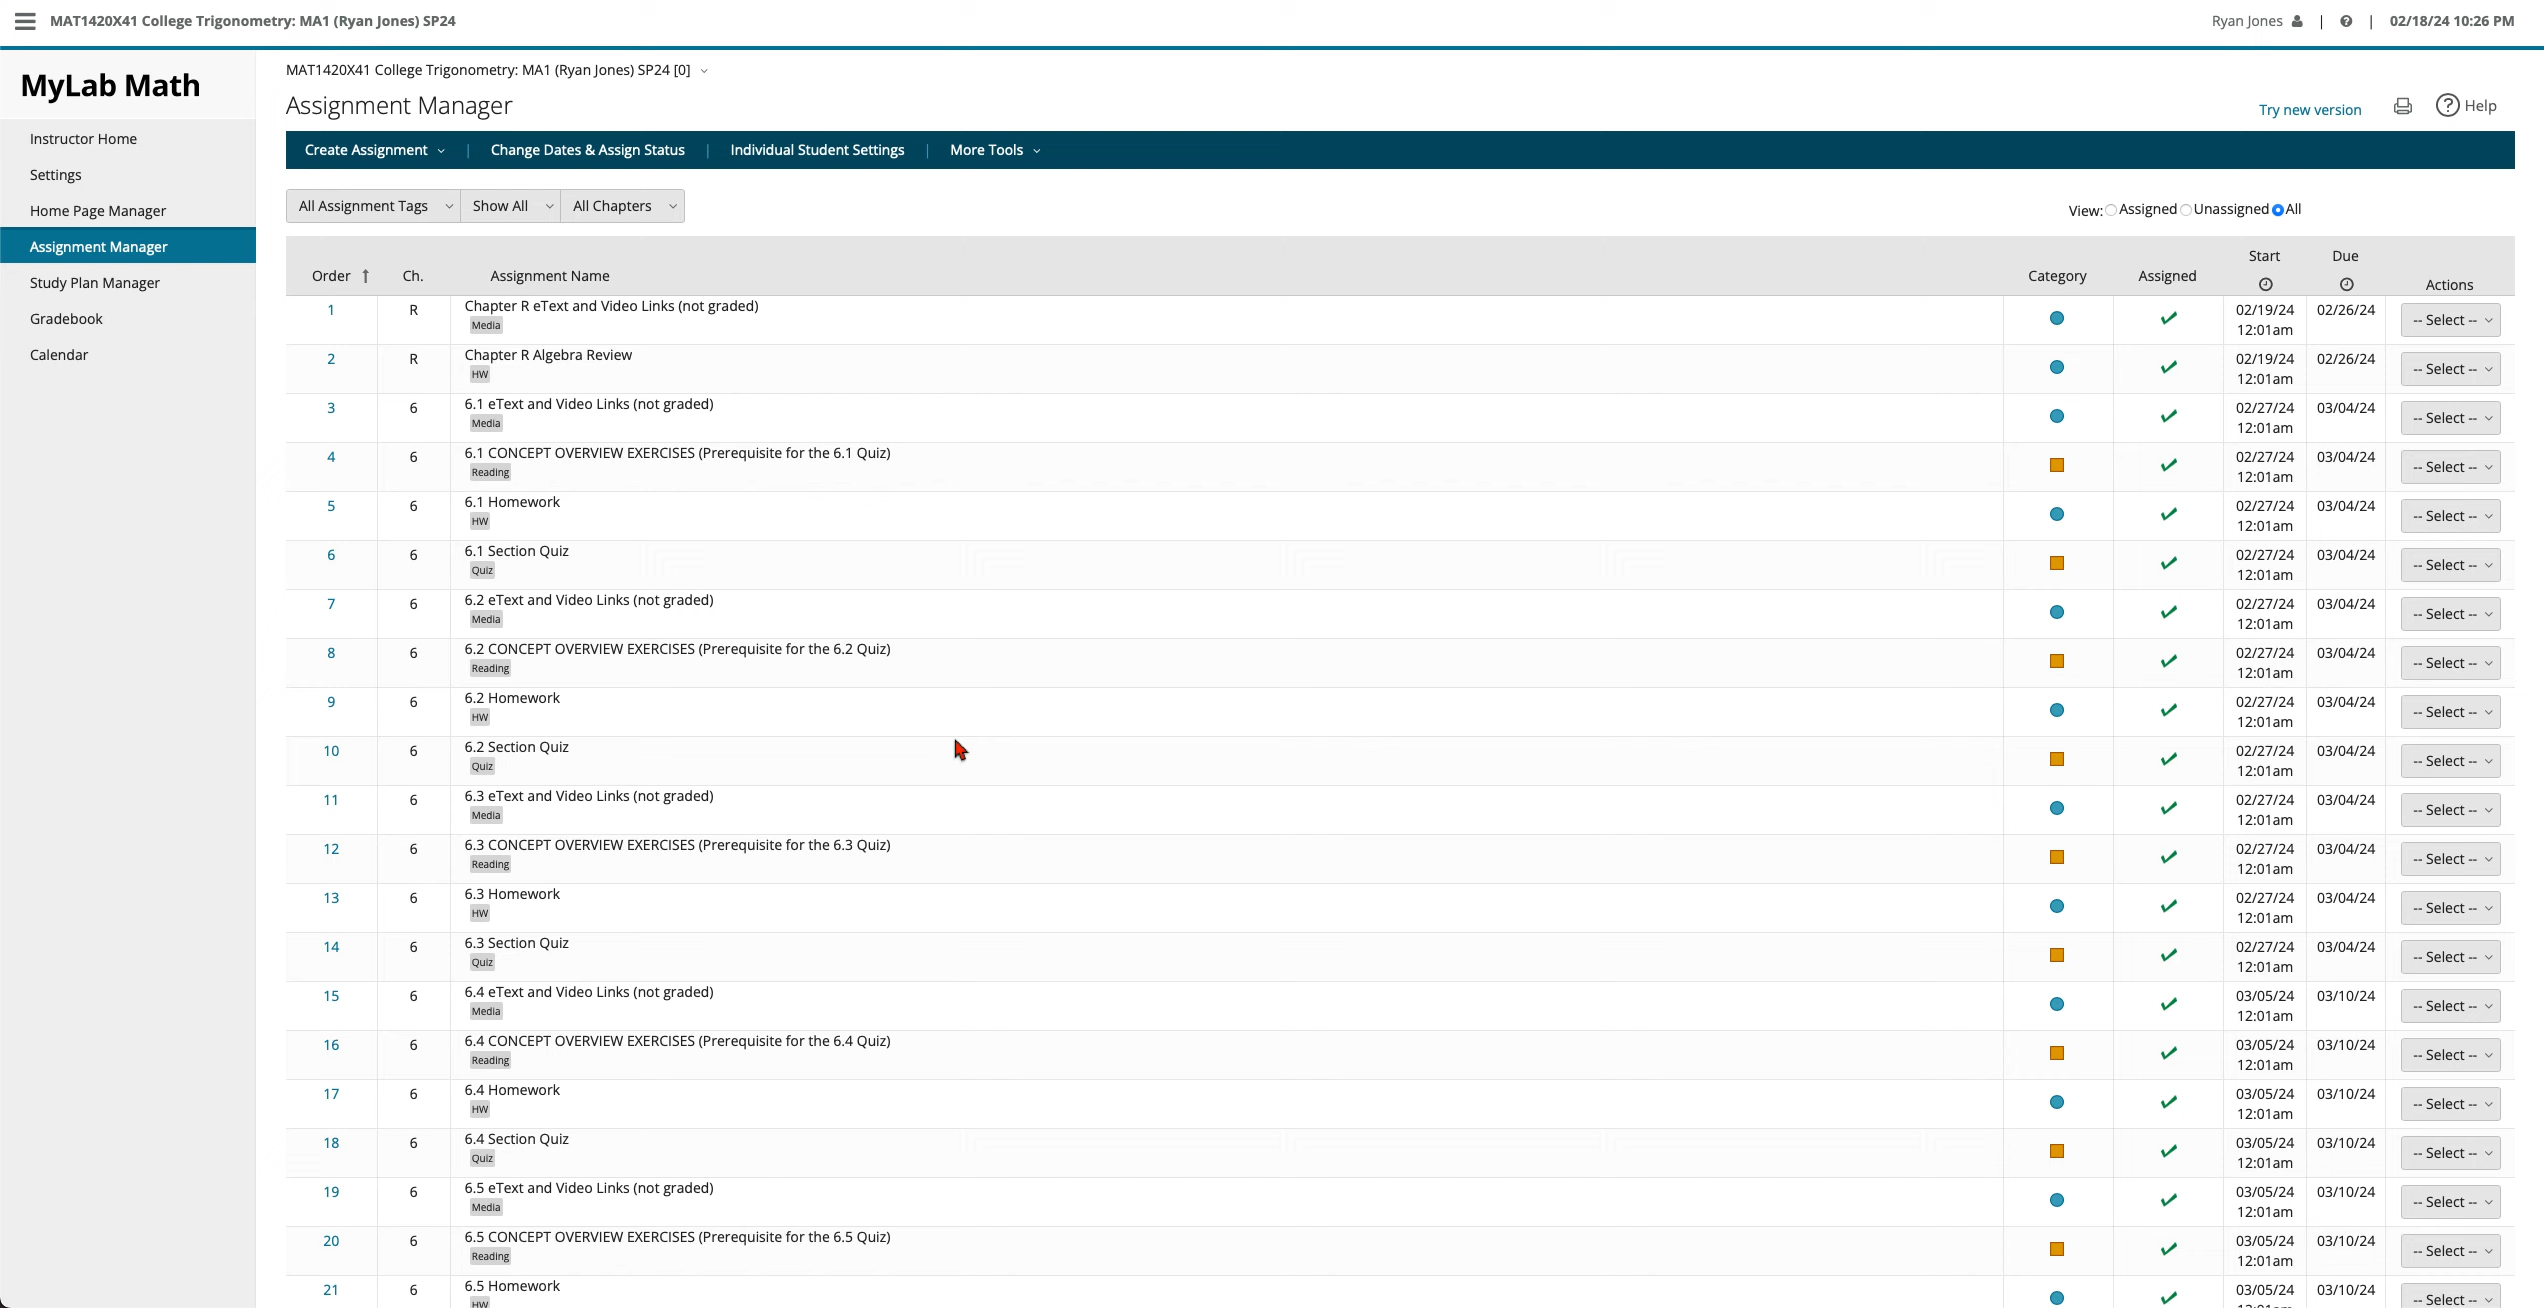 MAT1420X41 College Trigonometry: MA1 (Ryan Jones) SP24
Ryan Jones | | 02/18/24 10:26 PM
MyLab Math
Instructor Home
Settings
Home Page Manager
Assignment Manager
Study Plan Manager
Gradebook
Calendar
MAT1420X41 College Trigonometry: MA1 (Ryan Jones) SP24 [0]
Assignment Manager
Try new version
? Help
Create Assignment | Change Dates & Assign Status | Individual Student Settings | More Tools
All Assignment Tags Show All All Chapters
View: Assigned Unassigned All
Order ↑ Ch. Assignment Name Category Assigned Start Due Actions
1 R Chapter R eText and Video Links (not graded) 02/19/24 02/26/24 -- Select --
Media 12:01am
2 R Chapter R Algebra Review 02/19/24 02/26/24 -- Select --
HW 12:01am
3 6 6.1 eText and Video Links (not graded) 02/27/24 03/04/24 -- Select --
Media 12:01am
4 6 6.1 CONCEPT OVERVIEW EXERCISES (Prerequisite for the 6.1 Quiz) 02/27/24 03/04/24 -- Select --
Reading 12:01am
5 6 6.1 Homework 02/27/24 03/04/24 -- Select --
HW 12:01am
6 6 6.1 Section Quiz 02/27/24 03/04/24 -- Select --
Quiz 12:01am
7 6 6.2 eText and Video Links (not graded) 02/27/24 03/04/24 -- Select --
Media 12:01am
8 6 6.2 CONCEPT OVERVIEW EXERCISES (Prerequisite for the 6.2 Quiz) 02/27/24 03/04/24 -- Select --
Reading 12:01am
9 6 6.2 Homework 02/27/24 03/04/24 -- Select --
HW 12:01am
10 6 6.2 Section Quiz 02/27/24 03/04/24 -- Select --
Quiz 12:01am
11 6 6.3 eText and Video Links (not graded) 02/27/24 03/04/24 -- Select --
Media 12:01am
12 6 6.3 CONCEPT OVERVIEW EXERCISES (Prerequisite for the 6.3 Quiz) 02/27/24 03/04/24 -- Select --
Reading 12:01am
13 6 6.3 Homework 02/27/24 03/04/24 -- Select --
HW 12:01am
14 6 6.3 Section Quiz 02/27/24 03/04/24 -- Select --
Quiz 12:01am
15 6 6.4 eText and Video Links (not graded) 03/05/24 03/10/24 -- Select --
Media 12:01am
16 6 6.4 CONCEPT OVERVIEW EXERCISES (Prerequisite for the 6.4 Quiz) 03/05/24 03/10/24 -- Select --
Reading 12:01am
17 6 6.4 Homework 03/05/24 03/10/24 -- Select --
HW 12:01am
18 6 6.4 Section Quiz 03/05/24 03/10/24 -- Select --
Quiz 12:01am
19 6 6.5 eText and Video Links (not graded) 03/05/24 03/10/24 -- Select --
Media 12:01am
20 6 6.5 CONCEPT OVERVIEW EXERCISES (Prerequisite for the 6.5 Quiz) 03/05/24 03/10/24 -- Select --
Reading 12:01am
21 6 6.5 Homework 03/05/24 03/10/24 -- Select --
HW